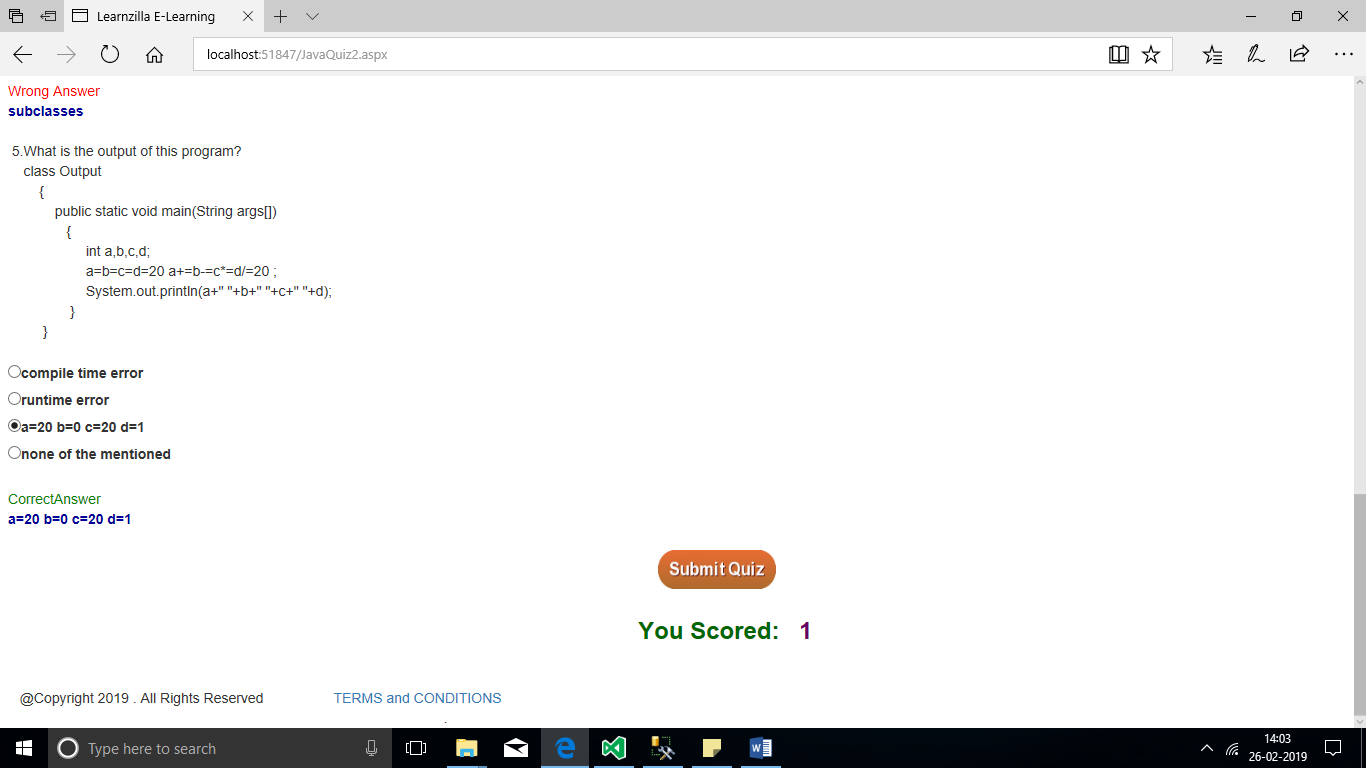 Learnzilla E-Learning
localhost:51847/JavaQuiz2.aspx
Wrong Answer
subclasses
5.What is the output of this program?
class Output
{
public static void main(String args[])
{
int a,b,c,d;
a=b=c=d=20 a+=b-=c*=d/=20 ;
System.out.println(a+" "+b+" "+c+" "+d);
}
}
compile time error
runtime error
a=20 b=0 c=20 d=1
none of the mentioned
CorrectAnswer
a=20 b=0 c=20 d=1
Submit Quiz
You Scored: 1
@Copyright 2019 . All Rights Reserved TERMS and CONDITIONS
.
Type here to search
14:03
26-02-2019